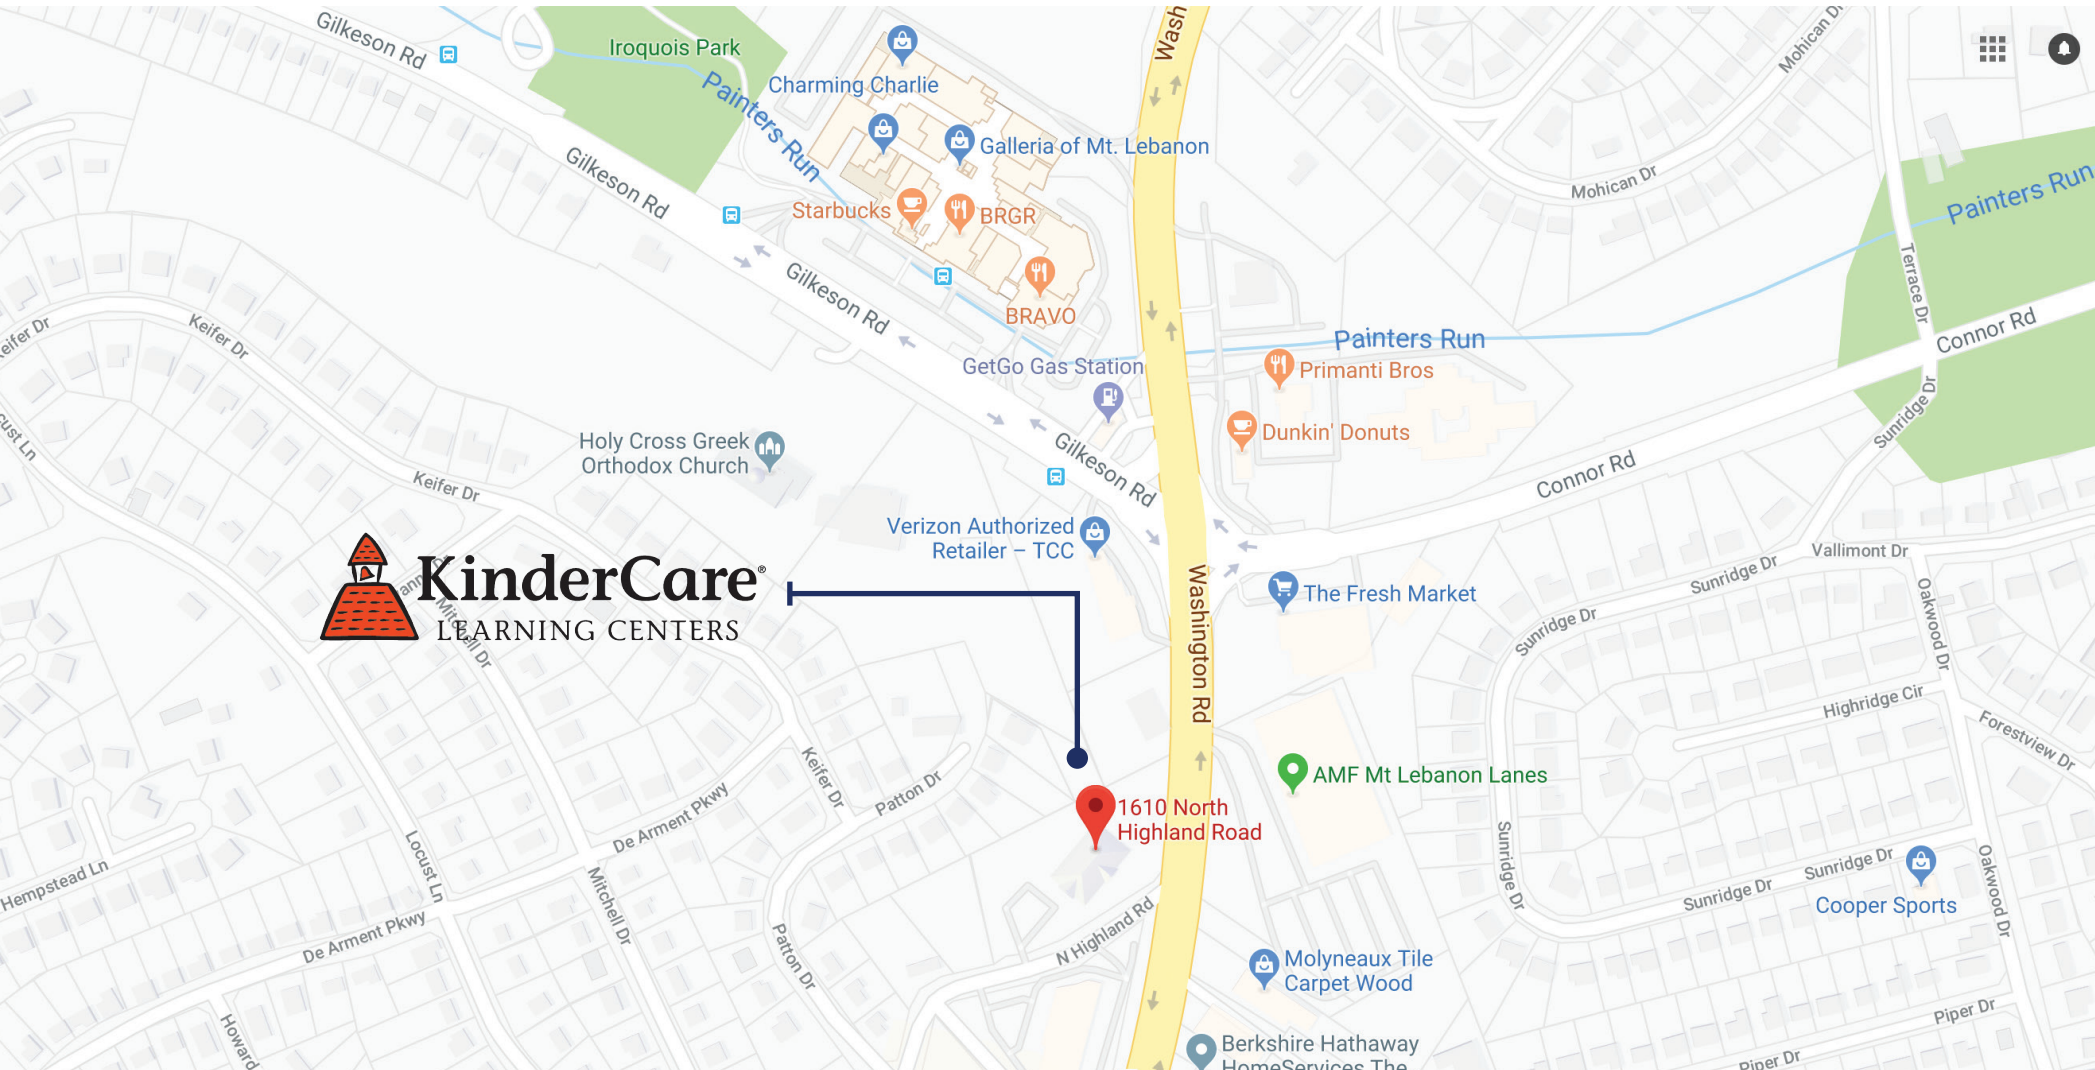 Gilkeson Rd
Iroquois Park
Painters Run
Charming Charlie
Galleria of Mt. Lebanon
Starbucks
BRGR
BRAVO
Wash
Mohican Dr
Mohican Dr
Painters Run
Terrace Dr
Connor Rd
Sunridge Dr
Gilkeson Rd
Gilkeson Rd
Keifer Dr
Keifer Dr
Painters Run
Primanti Bros
GetGo Gas Station
Dunkin' Donuts
Connor Rd
Gilkeson Rd
Holy Cross Greek
Orthodox Church
Keifer Dr
Verizon Authorized
Retailer – TCC
KinderCare®
LEARNING CENTERS
Mitchell Dr
Washington Rd
The Fresh Market
Vallimont Dr
Sunridge Dr
Sunridge Dr
Oakwood Dr
Highridge Cir
Forestview Dr
AMF Mt Lebanon Lanes
1610 North
Highland Road
Keifer Dr
Patton Dr
De Arment Pkwy
Locust Ln
Hempstead Ln
De Arment Pkwy
Mitchell Dr
Patton Dr
N Highland Rd
Sunridge Dr
Sunridge Dr
Sunridge Dr
Cooper Sports
Oakwood Dr
Molyneaux Tile
Carpet Wood
Howard
Berkshire Hathaway
HomeServices The
Piper Dr
Piper Dr